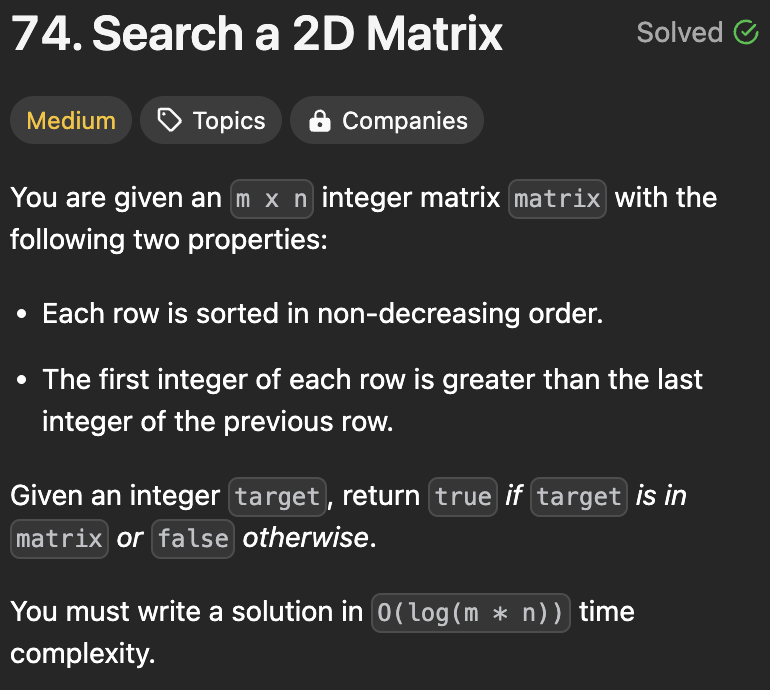 74. Search a 2D Matrix
Solved
Medium
Topics
Companies
You are given an m x n integer matrix matrix with the
following two properties:
• Each row is sorted in non-decreasing order.
• The first integer of each row is greater than the last
integer of the previous row.
Given an integer target, return true if target is in
matrix or false otherwise.
You must write a solution in O(log(m * n)) time
complexity.